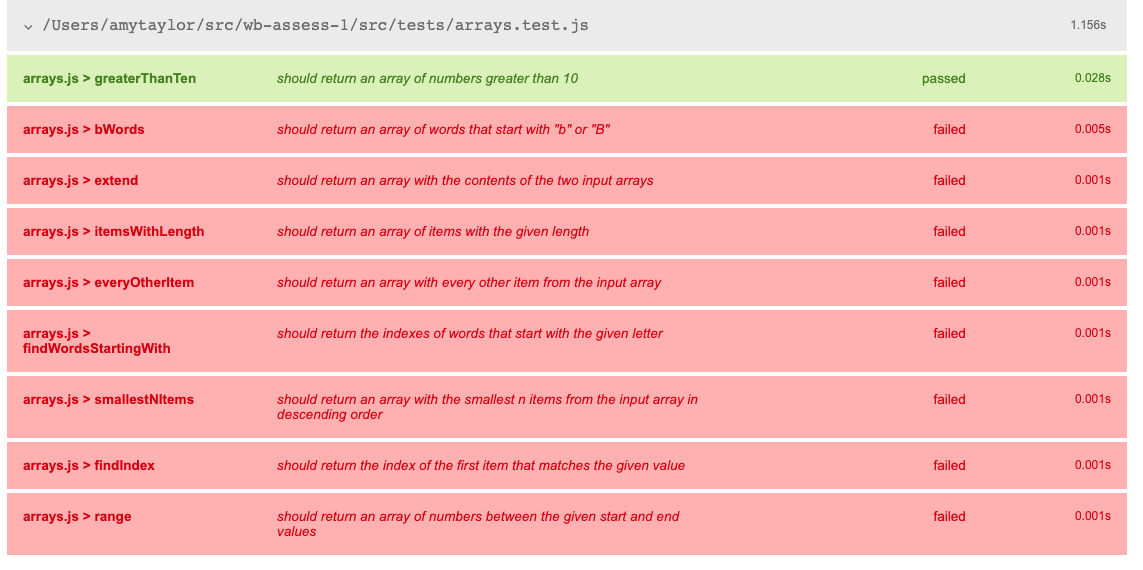 /Users/amytaylor/src/wb-assess-1/src/tests/arrays.test.js 1.156s
arrays.js > greaterThanTen should return an array of numbers greater than 10 passed 0.028s
arrays.js > bWords should return an array of words that start with "b" or "B" failed 0.005s
arrays.js > extend should return an array with the contents of the two input arrays failed 0.001s
arrays.js > itemsWithLength should return an array of items with the given length failed 0.001s
arrays.js > everyOtherItem should return an array with every other item from the input array failed 0.001s
arrays.js > should return the indexes of words that start with the given letter failed 0.001s
findWordsStartingWith
arrays.js > smallestNItems should return an array with the smallest n items from the input array in failed 0.001s
descending order
arrays.js > findIndex should return the index of the first item that matches the given value failed 0.001s
arrays.js > range should return an array of numbers between the given start and end failed 0.001s
values